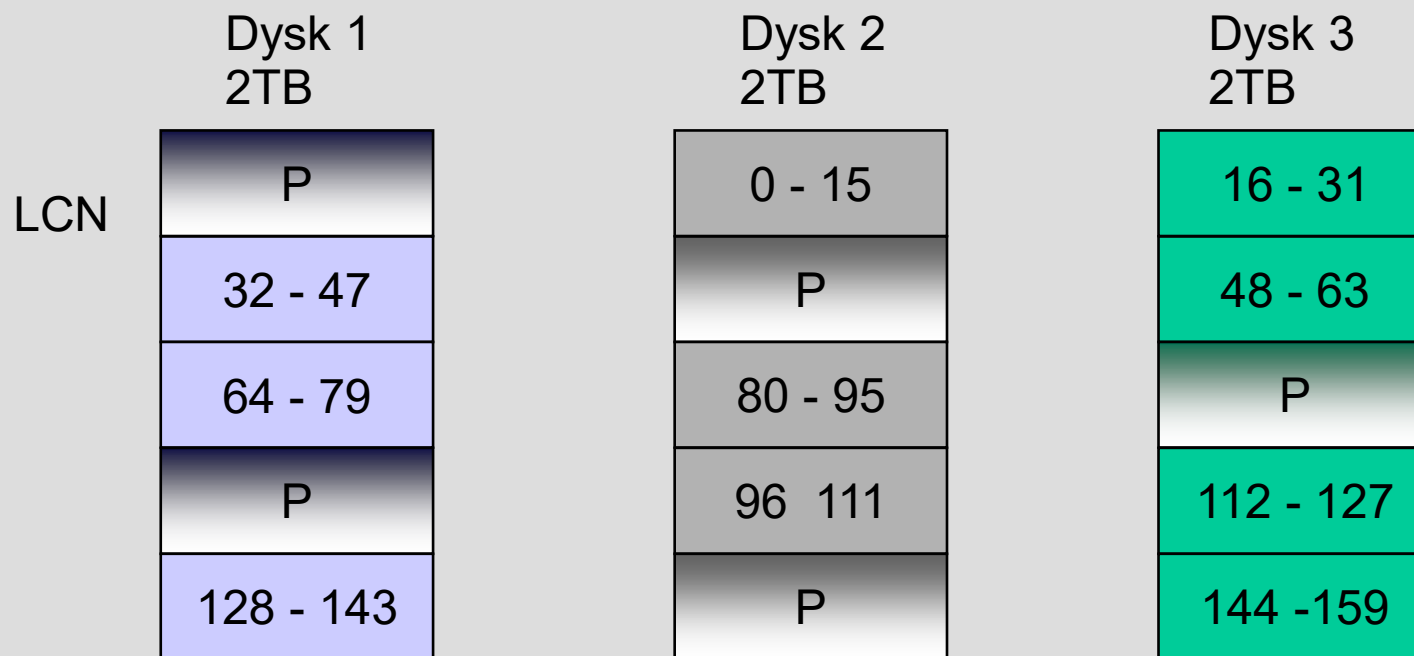 Dysk 1
2TB
Dysk 2
2TB
Dysk 3
2TB
LCN
P
0 - 15
16 - 31
32 - 47
P
48 - 63
64 - 79
80 - 95
P
P
96 111
112 - 127
128 - 143
P
144 -159